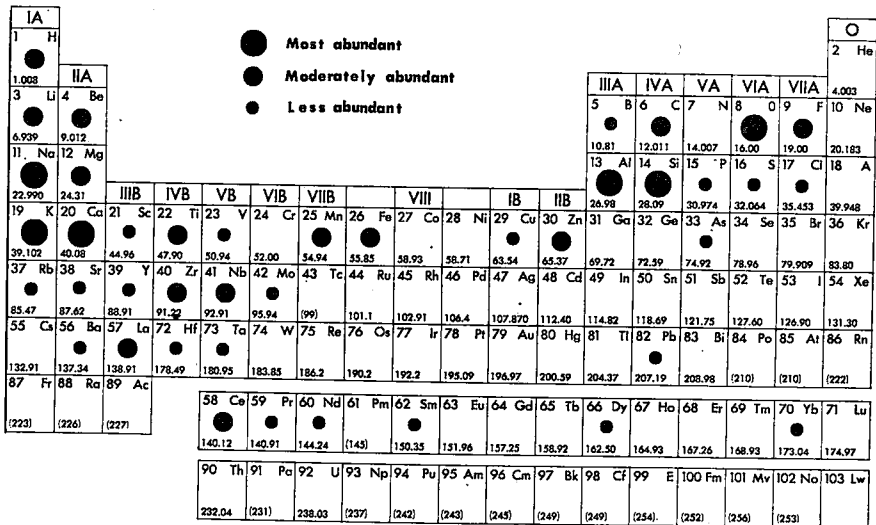 IA
O
1 H
● Most abundant
2 He
1.008
IIA
● Moderately abundant
IIIA IVA VA VIA VIIA
4.003
3 Li 4 Be
● Less abundant
5 B 6 C 7 N 8 O 9 F 10 Ne
6.939 9.012
10.81 12.011 14.007 16.00 19.00 20.183
11 Na 12 Mg
13 Al 14 Si 15 P 16 S 17 Cl 18 A
22.990 24.31
IIIB IVB VB VIB VIIB VIII IB IIB
26.98 28.09 30.974 32.064 35.453 39.948
19 K 20 Ca 21 Sc 22 Ti 23 V 24 Cr 25 Mn 26 Fe 27 Co 28 Ni 29 Cu 30 Zn 31 Ga 32 Ge 33 As 34 Se 35 Br 36 Kr
39.102 40.08 44.96 47.90 50.94 52.00 54.94 55.85 58.93 58.71 63.54 65.37 69.72 72.59 74.92 78.96 79.909 83.80
37 Rb 38 Sr 39 Y 40 Zr 41 Nb 42 Mo 43 Tc 44 Ru 45 Rh 46 Pd 47 Ag 48 Cd 49 In 50 Sn 51 Sb 52 Te 53 I 54 Xe
85.47 87.62 88.91 91.22 92.91 95.94 (99) 101.1 102.91 106.4 107.870 112.40 114.82 118.69 121.75 127.60 126.90 131.30
55 Cs 56 Ba 57 La 72 Hf 73 Ta 74 W 75 Re 76 Os 77 Ir 78 Pt 79 Au 80 Hg 81 Tl 82 Pb 83 Bi 84 Po 85 At 86 Rn
132.91 137.34 138.91 178.49 180.95 183.85 186.2 190.2 192.2 195.09 196.97 200.59 204.37 207.19 208.98 (210) (210) (222)
87 Fr 88 Ra 89 Ac
(223) (226) (227)
58 Ce 59 Pr 60 Nd 61 Pm 62 Sm 63 Eu 64 Gd 65 Tb 66 Dy 67 Ho 68 Er 69 Tm 70 Yb 71 Lu
140.12 140.91 144.24 (145) 150.35 151.96 157.25 158.92 162.50 164.93 167.26 168.93 173.04 174.97
90 Th 91 Pa 92 U 93 Np 94 Pu 95 Am 96 Cm 97 Bk 98 Cf 99 E 100 Fm 101 Mv 102 No 103 Lw
232.04 (231) 238.03 (237) (242) (243) (245) (249) (249) (254) (252) (256) (253)